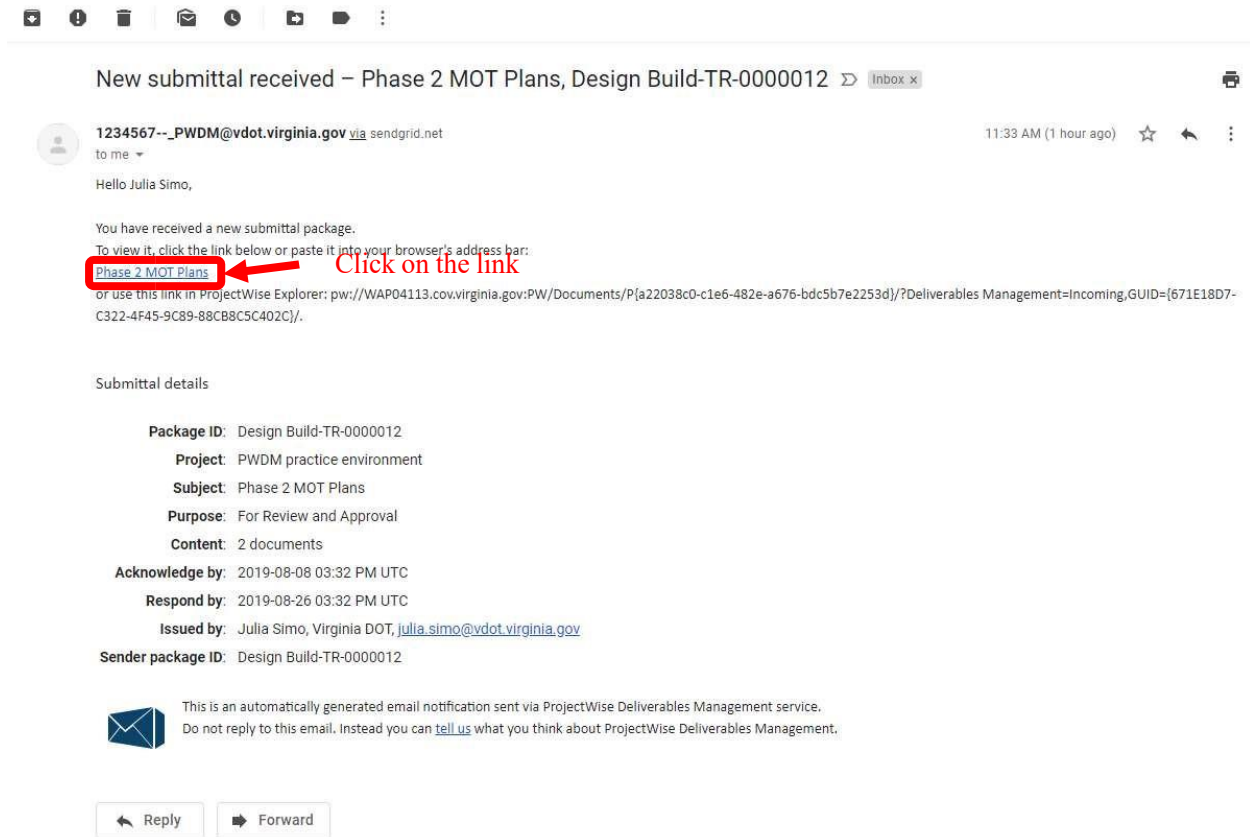 New submittal received – Phase 2 MOT Plans, Design Build-TR-0000012 Inbox x
1234567--_PWDM@vdot.virginia.gov via sendgrid.net 11:33 AM (1 hour ago)
to me
Hello Julia Simo,
You have received a new submittal package.
To view it, click the link below or paste it into your browser's address bar:
Phase 2 MOT Plans
Click on the link
or use this link in ProjectWise Explorer: pw://WAP04113.cov.virginia.gov:PW/Documents/P{a22038c0-c1e6-482e-a676-bdc5b7e2253d}/?Deliverables Management=Incoming,GUID={671E18D7-
C322-4F45-9C89-88CB8C5C402C}/.
Submittal details
Package ID: Design Build-TR-0000012
Project: PWDM practice environment
Subject: Phase 2 MOT Plans
Purpose: For Review and Approval
Content: 2 documents
Acknowledge by: 2019-08-08 03:32 PM UTC
Respond by: 2019-08-26 03:32 PM UTC
Issued by: Julia Simo, Virginia DOT, julia.simo@vdot.virginia.gov
Sender package ID: Design Build-TR-0000012
This is an automatically generated email notification sent via ProjectWise Deliverables Management service.
Do not reply to this email. Instead you can tell us what you think about ProjectWise Deliverables Management.
Reply Forward